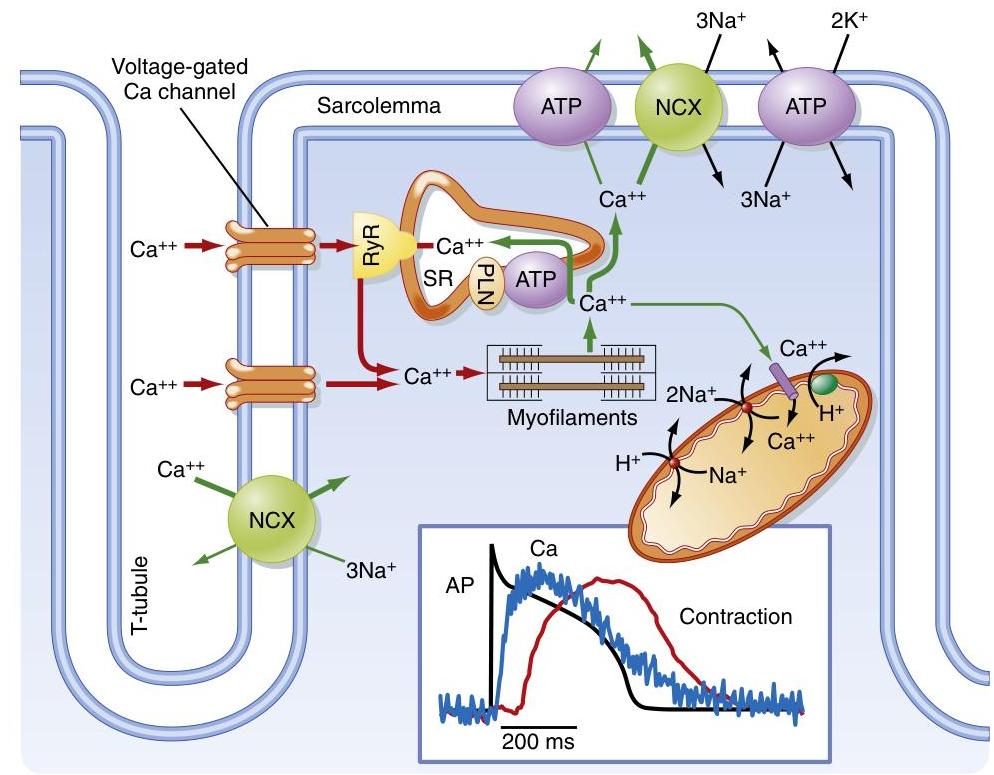 3Na⁺
2K⁺
Voltage-gated
Ca channel
Sarcolemma
ATP
NCX
ATP
Ca⁺⁺
3Na⁺
Ca⁺⁺
RyR
Ca⁺⁺
SR
PLN
ATP
Ca⁺⁺
Ca⁺⁺
Ca⁺⁺
Ca⁺⁺
2Na⁺
H⁺
Myofilaments
Ca⁺⁺
H⁺
Na⁺
Ca⁺⁺
NCX
3Na⁺
T-tubule
Ca
AP
Contraction
200 ms